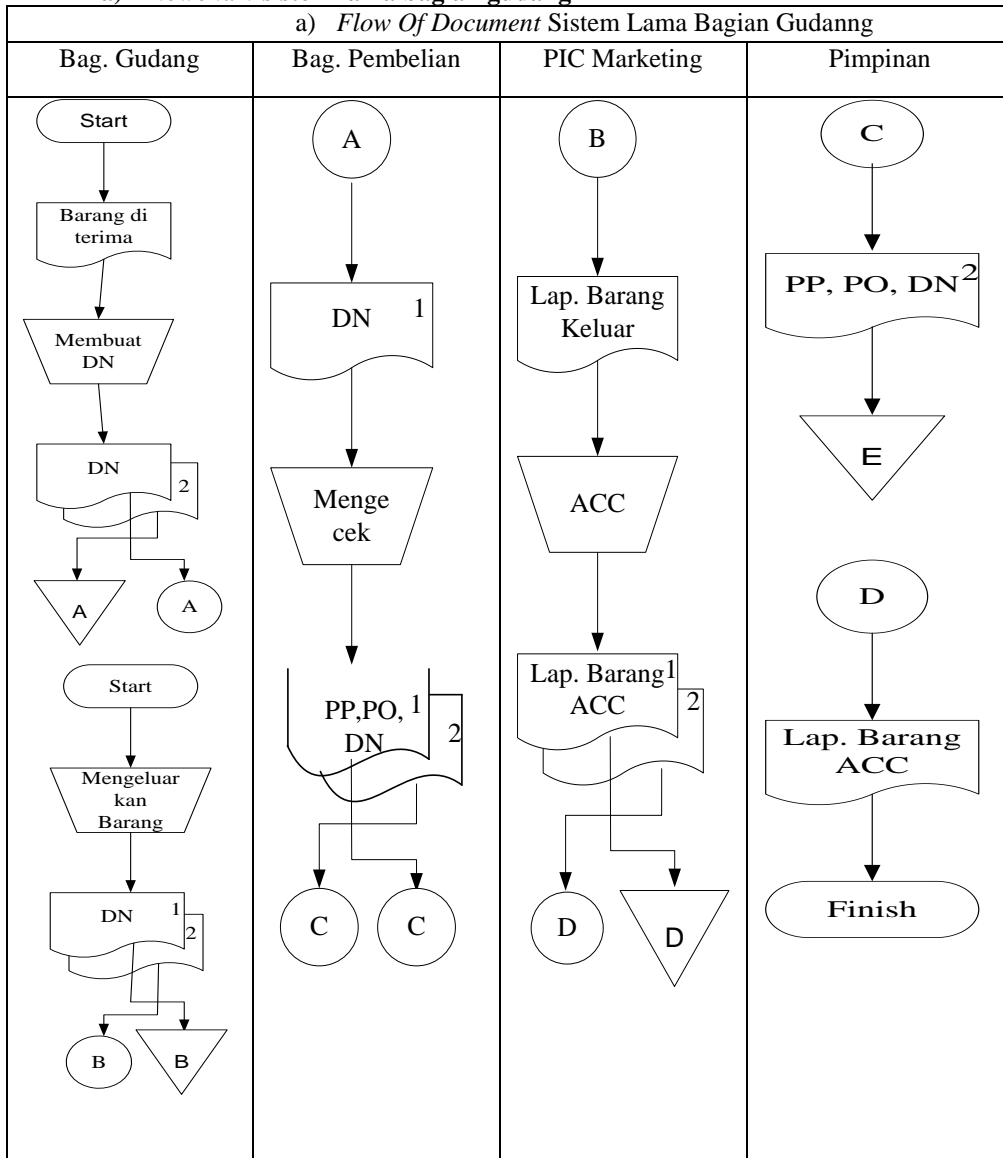 a) Flow Of Document Sistem Lama Bagian Gudanng
Bag. Gudang
Bag. Pembelian
PIC Marketing
Pimpinan
Start
Barang di
terima
Membuat
DN
DN
2
A
A
Start
Mengeluar
kan
Barang
DN
1
2
B
B
A
DN
1
Menge
cek
PP,PO,
DN
1
2
C
C
B
Lap. Barang
Keluar
ACC
Lap. Barang
ACC
1
2
D
D
C
PP, PO, DN
2
E
D
Lap. Barang
ACC
Finish